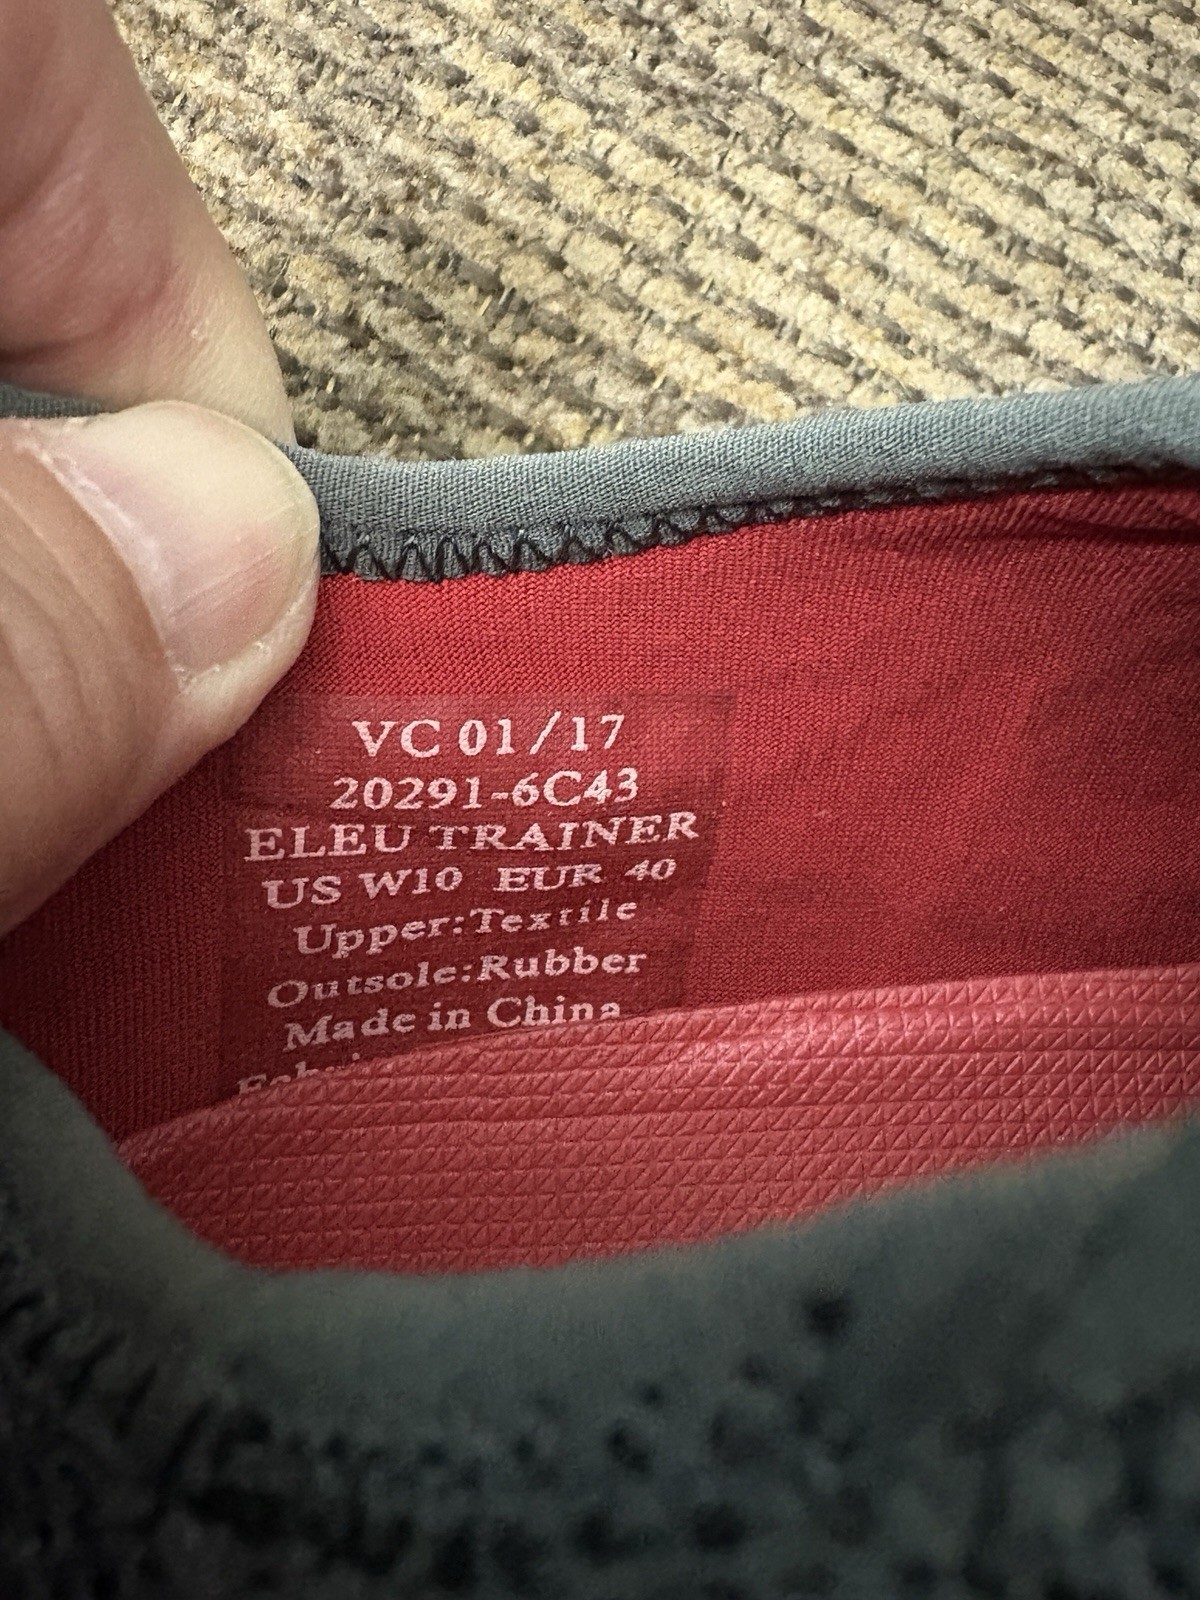 VC 01/17
20291-6C43
ELEU TRAINER
US W10 EUR 40
Upper:Textile
Outsole:Rubber
Made in China